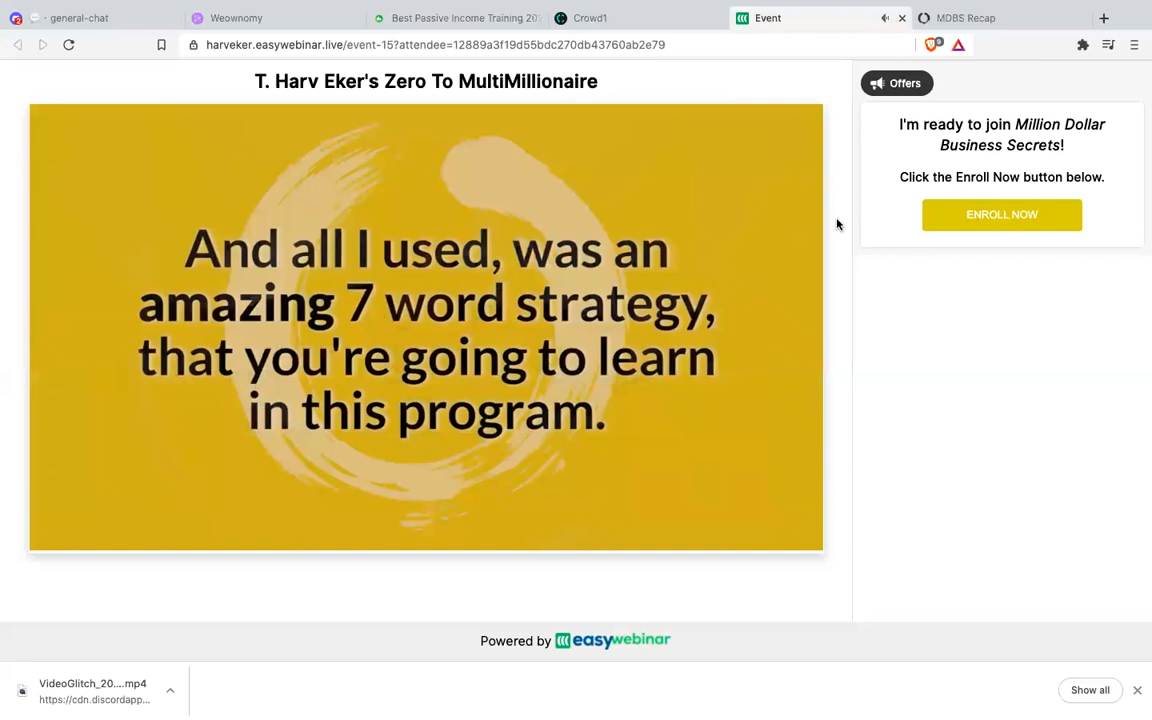 - general-chat
Weownomy
Best Passive Income Training 20
Crowd1
Event
MDBS Recap
harveker.easywebinar.live/event-15?attendee=12889a3f19d55bdc270db43760ab2e79
T. Harv Eker's Zero To MultiMillionaire
And all I used, was an
amazing 7 word strategy,
that you're going to learn
in this program.
Offers
I'm ready to join Million Dollar
Business Secrets!
Click the Enroll Now button below.
ENROLL NOW
Powered by easywebinar
VideoGlitch_20....mp4
https://cdn.discordapp...
Show all